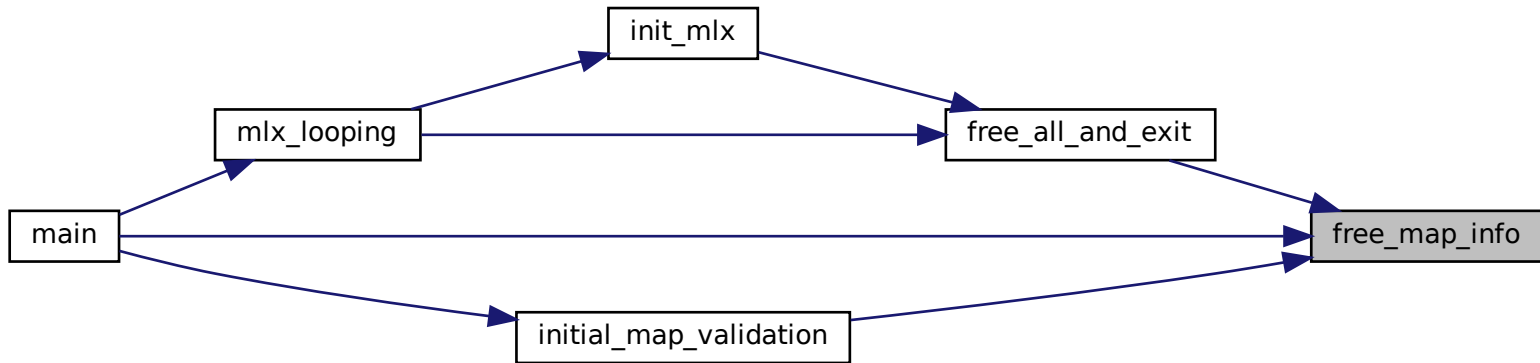 init_mlx
mlx_looping
free_all_and_exit
main
free_map_info
initial_map_validation